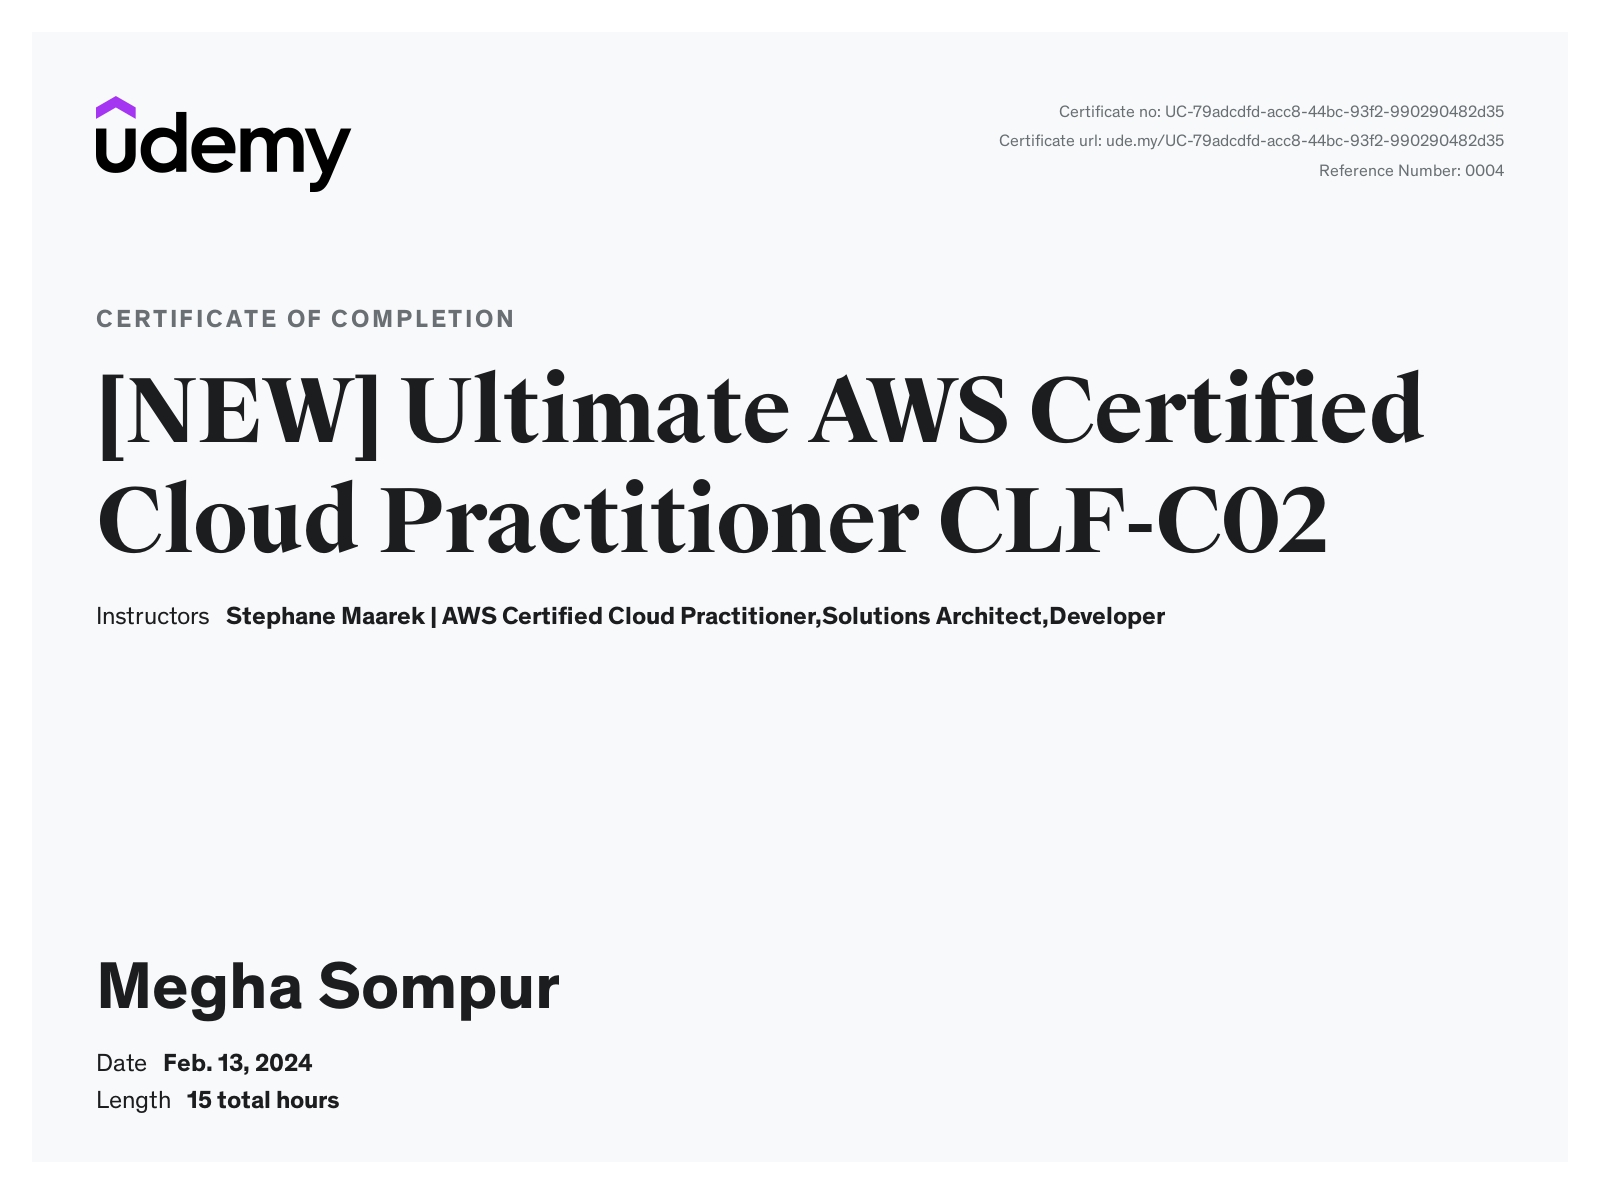 udemy
Certificate no: UC-79adcdfd-acc8-44bc-93f2-990290482d35
Certificate url: ude.my/UC-79adcdfd-acc8-44bc-93f2-990290482d35
Reference Number: 0004
CERTIFICATE OF COMPLETION
[NEW] Ultimate AWS Certified
Cloud Practitioner CLF-C02
Instructors Stephane Maarek | AWS Certified Cloud Practitioner,Solutions Architect,Developer
Megha Sompur
Date Feb. 13, 2024
Length 15 total hours